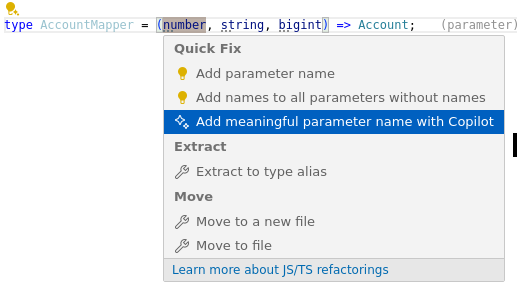 type AccountMapper = (number, string, bigint) => Account; (parameter)
Quick Fix
Add parameter name
Add names to all parameters without names
Add meaningful parameter name with Copilot
Extract
Extract to type alias
Move
Move to a new file
Move to file
Learn more about JS/TS refactorings